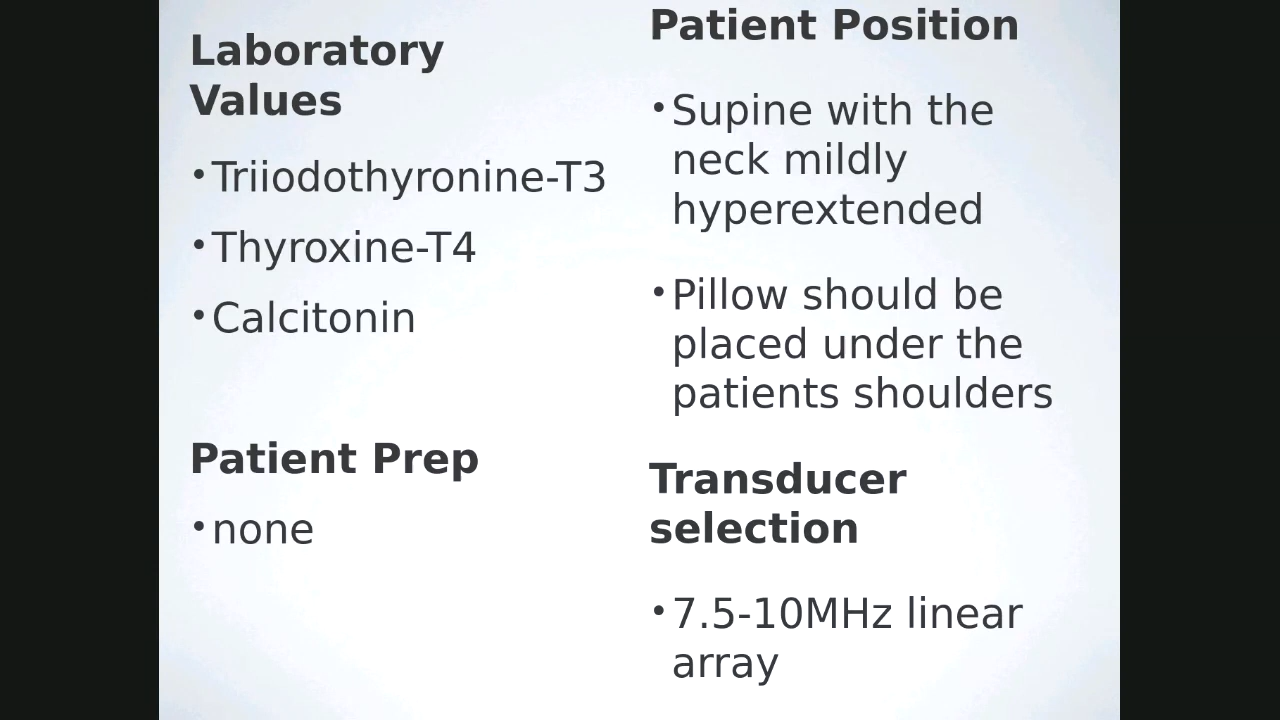 Laboratory
Values
•Triiodothyronine-T3
•Thyroxine-T4
•Calcitonin
Patient Prep
•none
Patient Position
•Supine with the
neck mildly
hyperextended
•Pillow should be
placed under the
patients shoulders
Transducer
selection
•7.5-10MHz linear
array